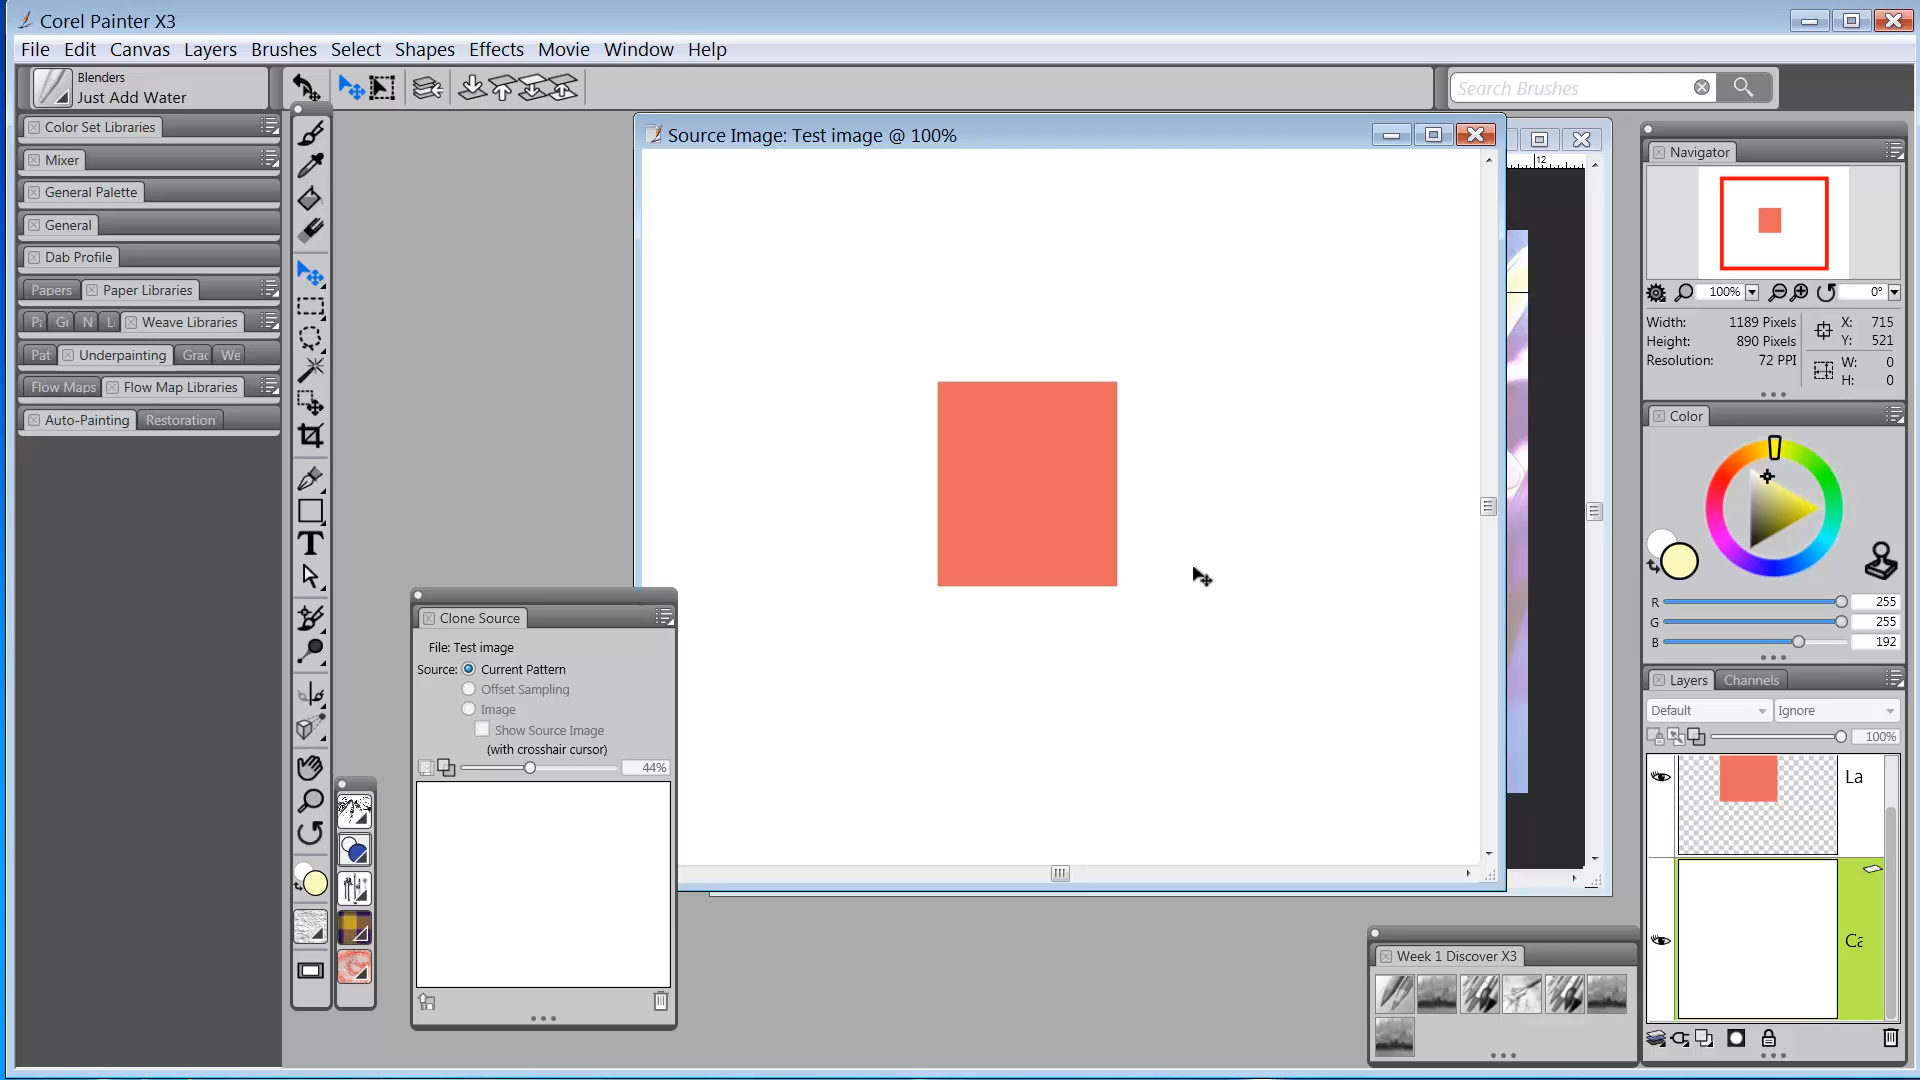 Corel Painter X3
File Edit Canvas Layers Brushes Select Shapes Effects Movie Window Help
Blenders
Just Add Water
Search Brushes
Color Set Libraries
Mixer
General Palette
General
Dab Profile
Papers Paper Libraries
Gr N L Weave Libraries
Pat Underpainting Grac We
Flow Maps Flow Map Libraries
Auto-Painting Restoration
T
Source Image: Test image @ 100%
12
Clone Source
File: Test image
Source: Current Pattern
Offset Sampling
Image
Show Source Image
(with crosshair cursor)
44%
Week 1 Discover X3
Navigator
100% 0°
Width: 1189 Pixels X: 715
Height: 890 Pixels Y: 521
Resolution: 72 PPI W: 0
H: 0
Color
R 255
G 255
B 192
Layers Channels
Default Ignore
100%
La
Ca